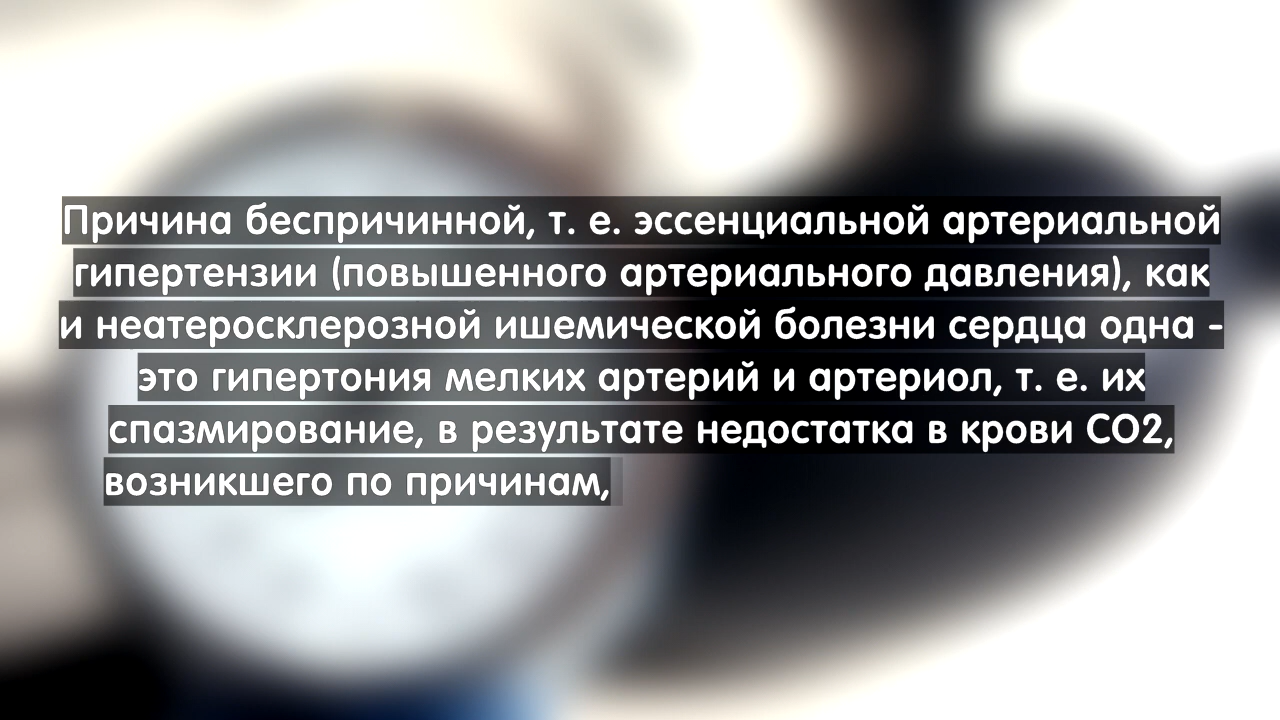 Причина беспричинной, т. е. эссенциальной артериальной
гипертензии (повышенного артериального давления), как
и неатеросклерозной ишемической болезни сердца одна -
это гипертония мелких артерий и артериол, т. е. их
спазмирование, в результате недостатка в крови СО2,
возникшего по причинам,